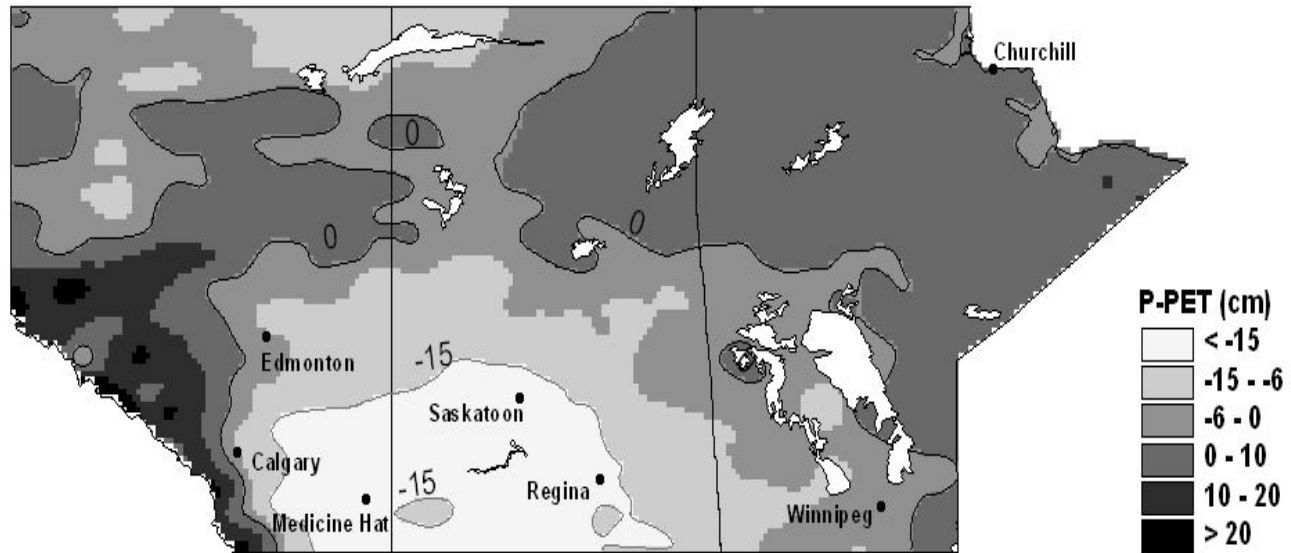 Churchill
0
0
0
Edmonton
-15
Saskatoon
Calgary
-15
Regina
Medicine Hat
Winnipeg
P-PET (cm)
< -15
-15 - -6
-6 - 0
0 - 10
10 - 20
> 20